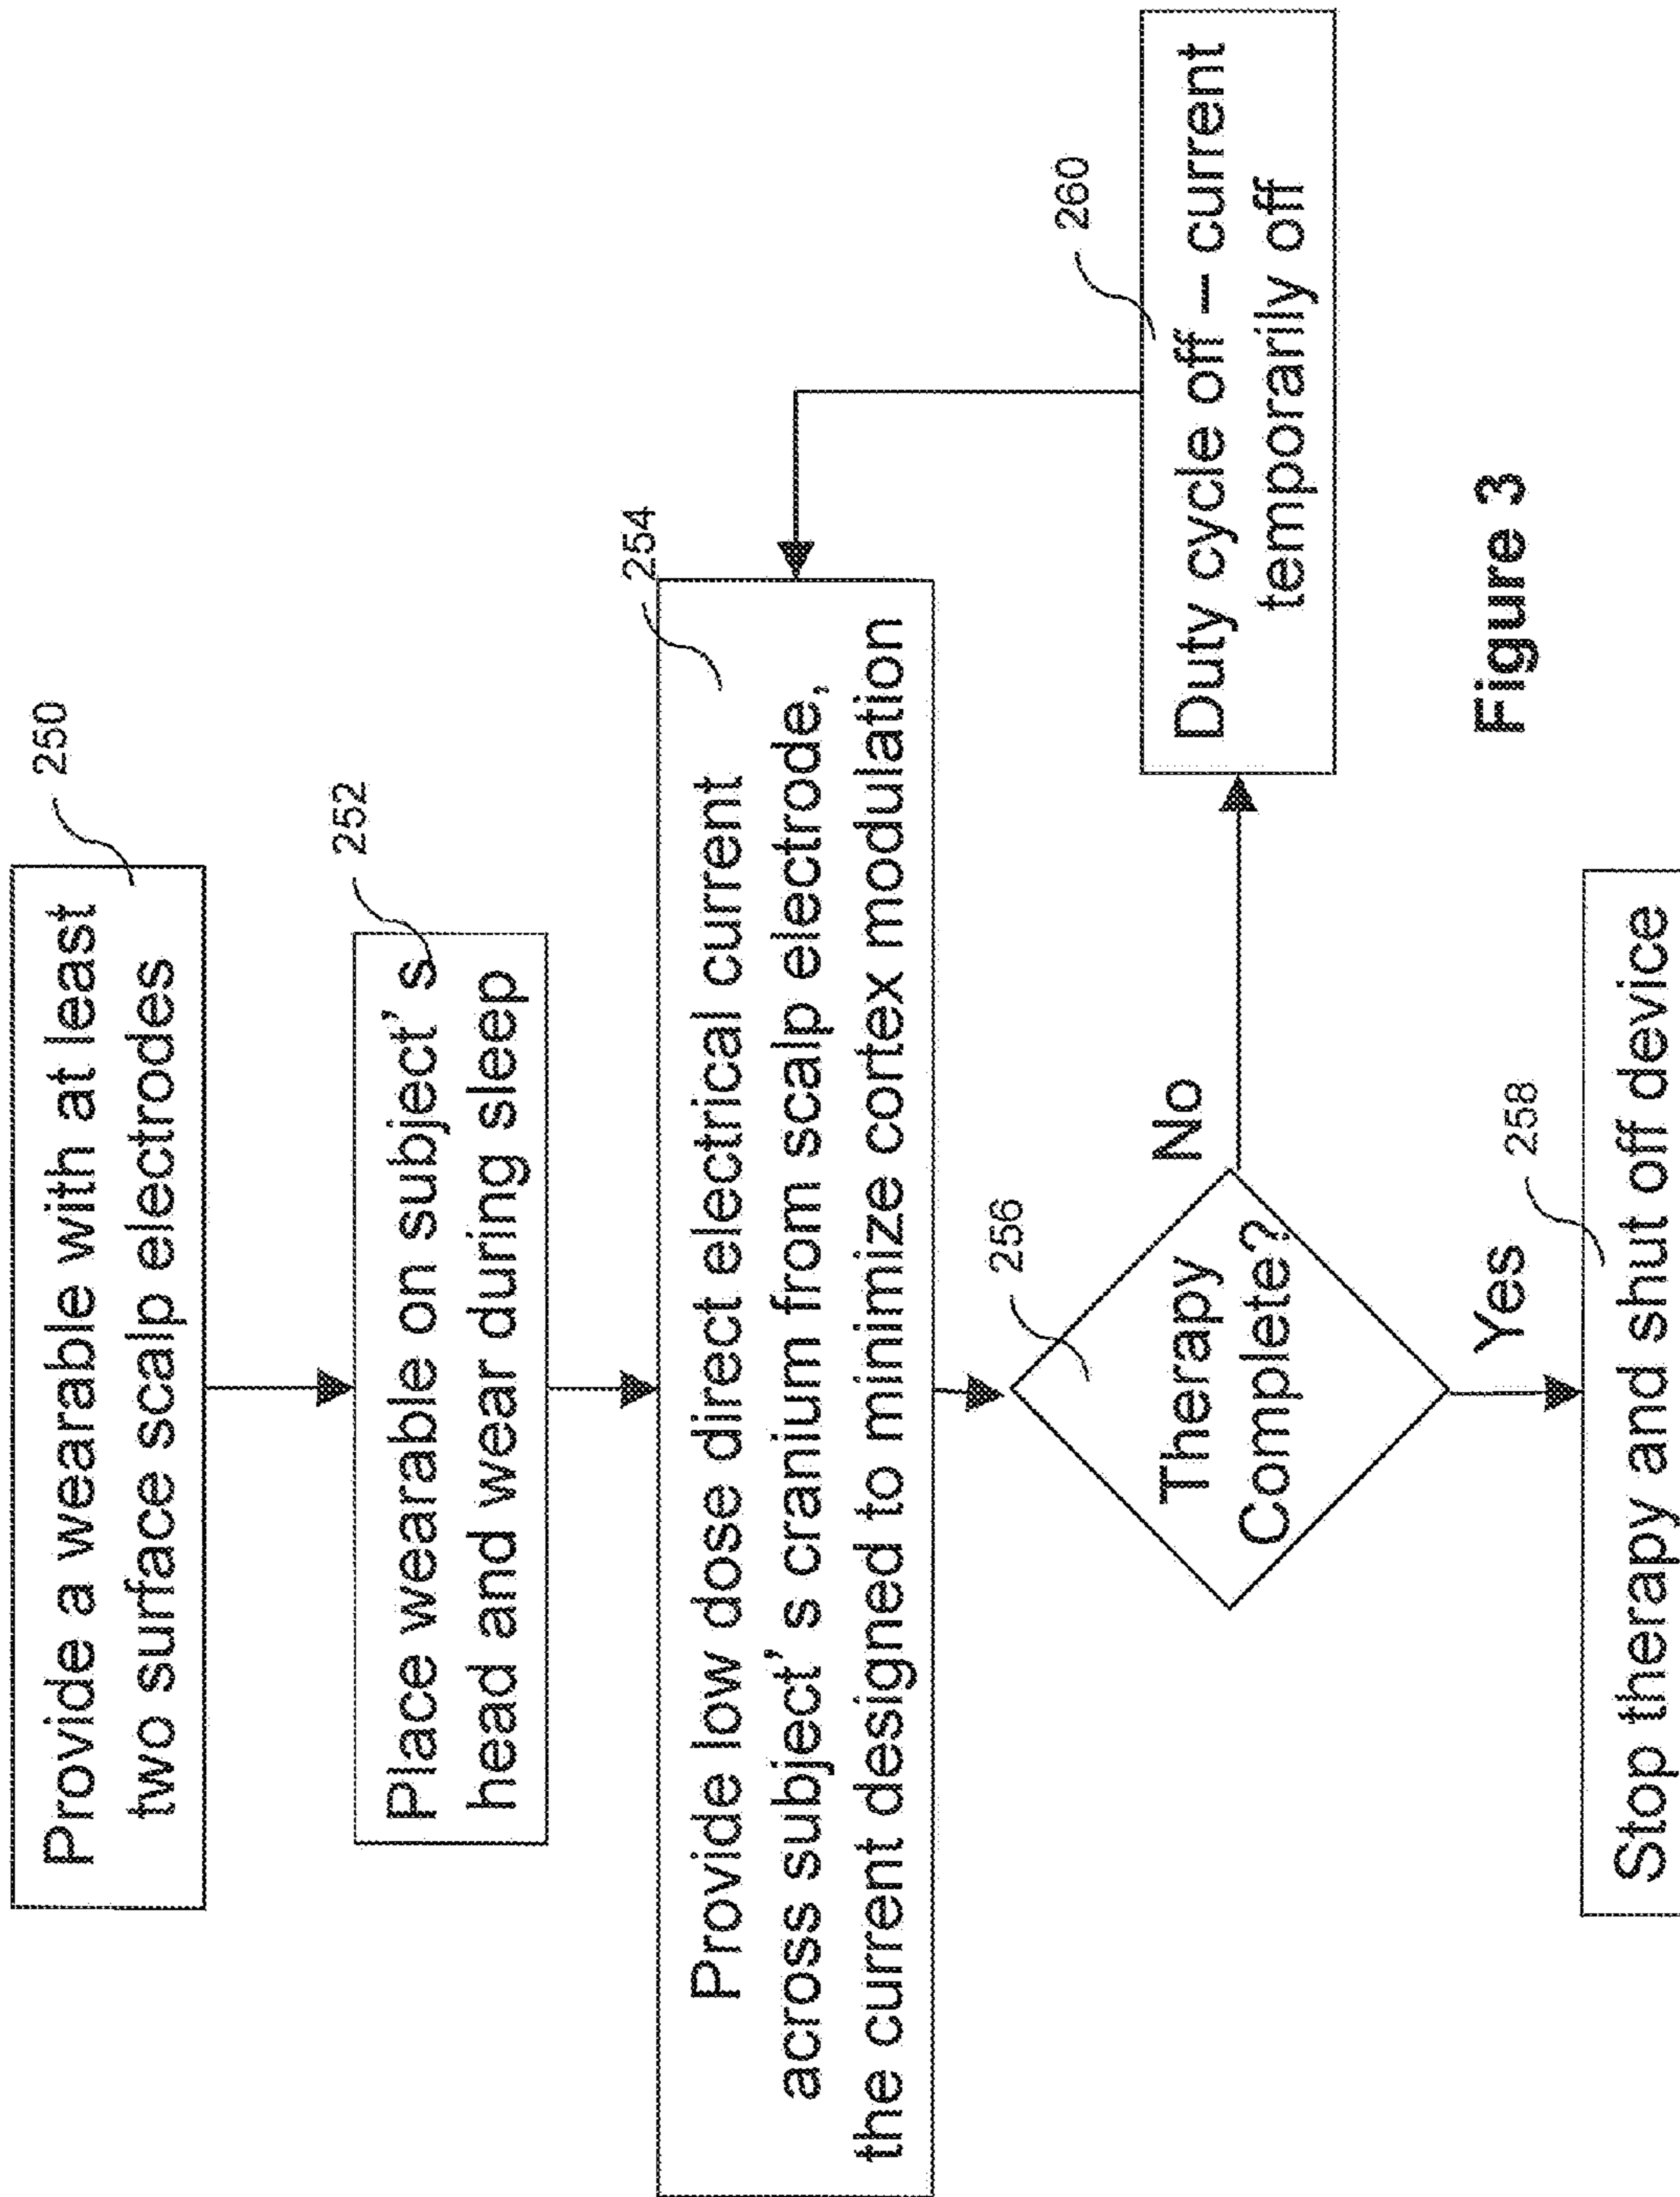 250
Provide a wearable with at least
two surface scalp electrodes
252
Place wearable on subject' s
head and wear during sleep
254
Provide low dose direct electrical current
across subject' s cranium from scalp electrode,
the current designed to minimize cortex modulation
256
Therapy
Complete?
No
260
Duty cycle off – current
temporarily off
Yes
258
Stop therapy and shut off device
Figure 3